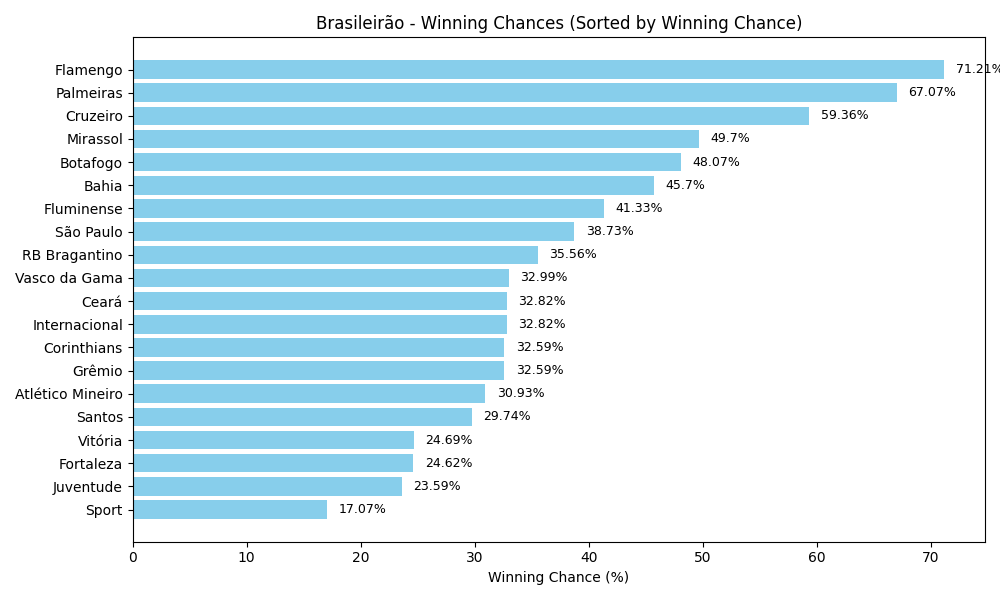 Brasileirão - Winning Chances (Sorted by Winning Chance)
Flamengo 71.21%
Palmeiras 67.07%
Cruzeiro 59.36%
Mirassol 49.7%
Botafogo 48.07%
Bahia 45.7%
Fluminense 41.33%
São Paulo 38.73%
RB Bragantino 35.56%
Vasco da Gama 32.99%
Ceará 32.82%
Internacional 32.82%
Corinthians 32.59%
Grêmio 32.59%
Atlético Mineiro 30.93%
Santos 29.74%
Vitória 24.69%
Fortaleza 24.62%
Juventude 23.59%
Sport 17.07%
0 10 20 30 40 50 60 70
Winning Chance (%)